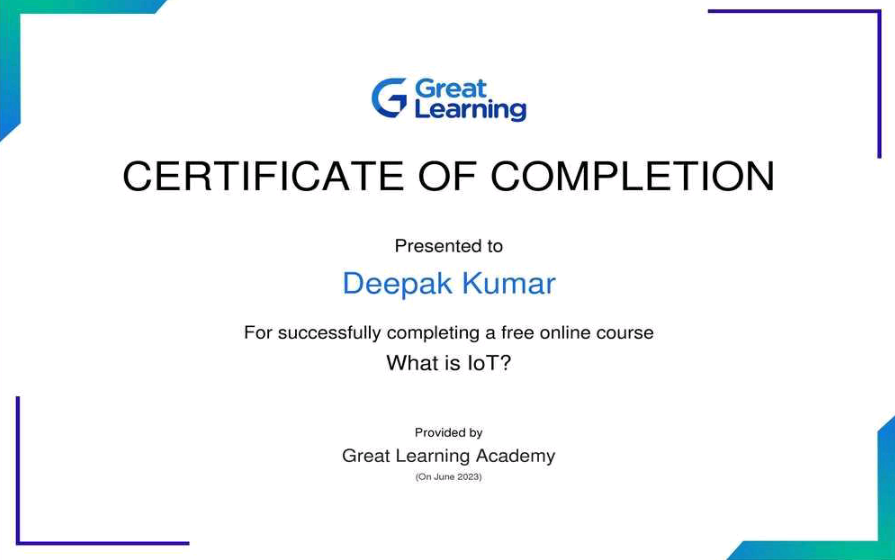 Great
Learning
CERTIFICATE OF COMPLETION
Presented to
Deepak Kumar
For successfully completing a free online course
What is IoT?
Provided by
Great Learning Academy
(On June 2023)